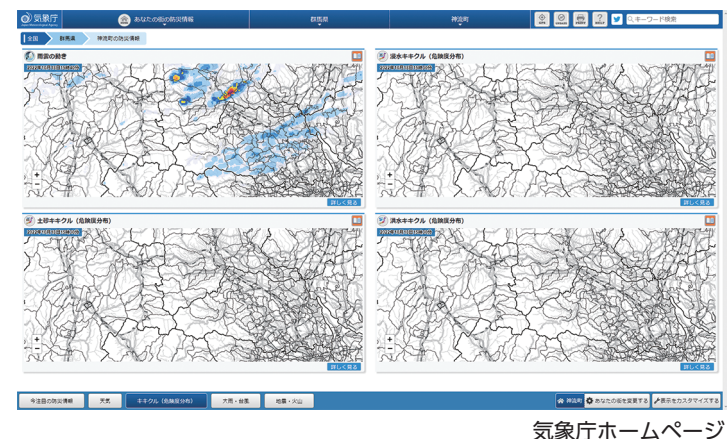 気象庁
あなたの街の防災情報
群馬県
神流町
キーワード検索
全国
群馬県
神流町の防災情報
雨雲の動き
浸水キキクル（危険度分布）
詳しく見る
詳しく見る
土砂キキクル（危険度分布）
洪水キキクル（危険度分布）
+
−
+
−
+
−
+
−
詳しく見る
詳しく見る
今注目の防災情報
天気
キキクル（危険度分布）
大雨・台風
地震・火山
神流町
あなたの街を変更する
表示をカスタマイズする
気象庁ホームページ